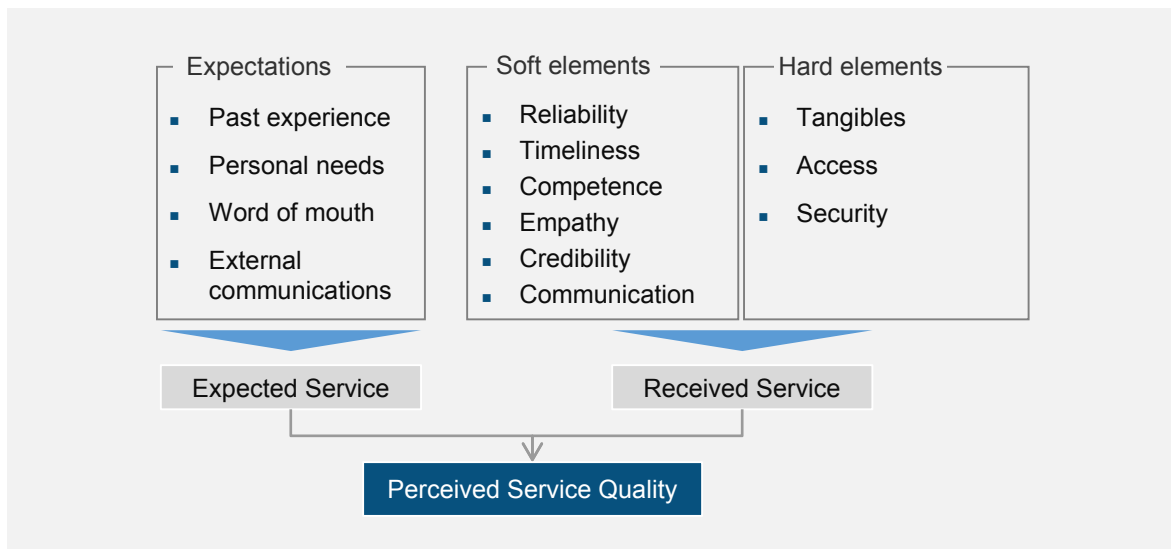 Expectations
Past experience
Personal needs
Word of mouth
External
communications
Soft elements
Reliability
Timeliness
Competence
Empathy
Credibility
Communication
Hard elements
Tangibles
Access
Security
Expected Service
Received Service
Perceived Service Quality